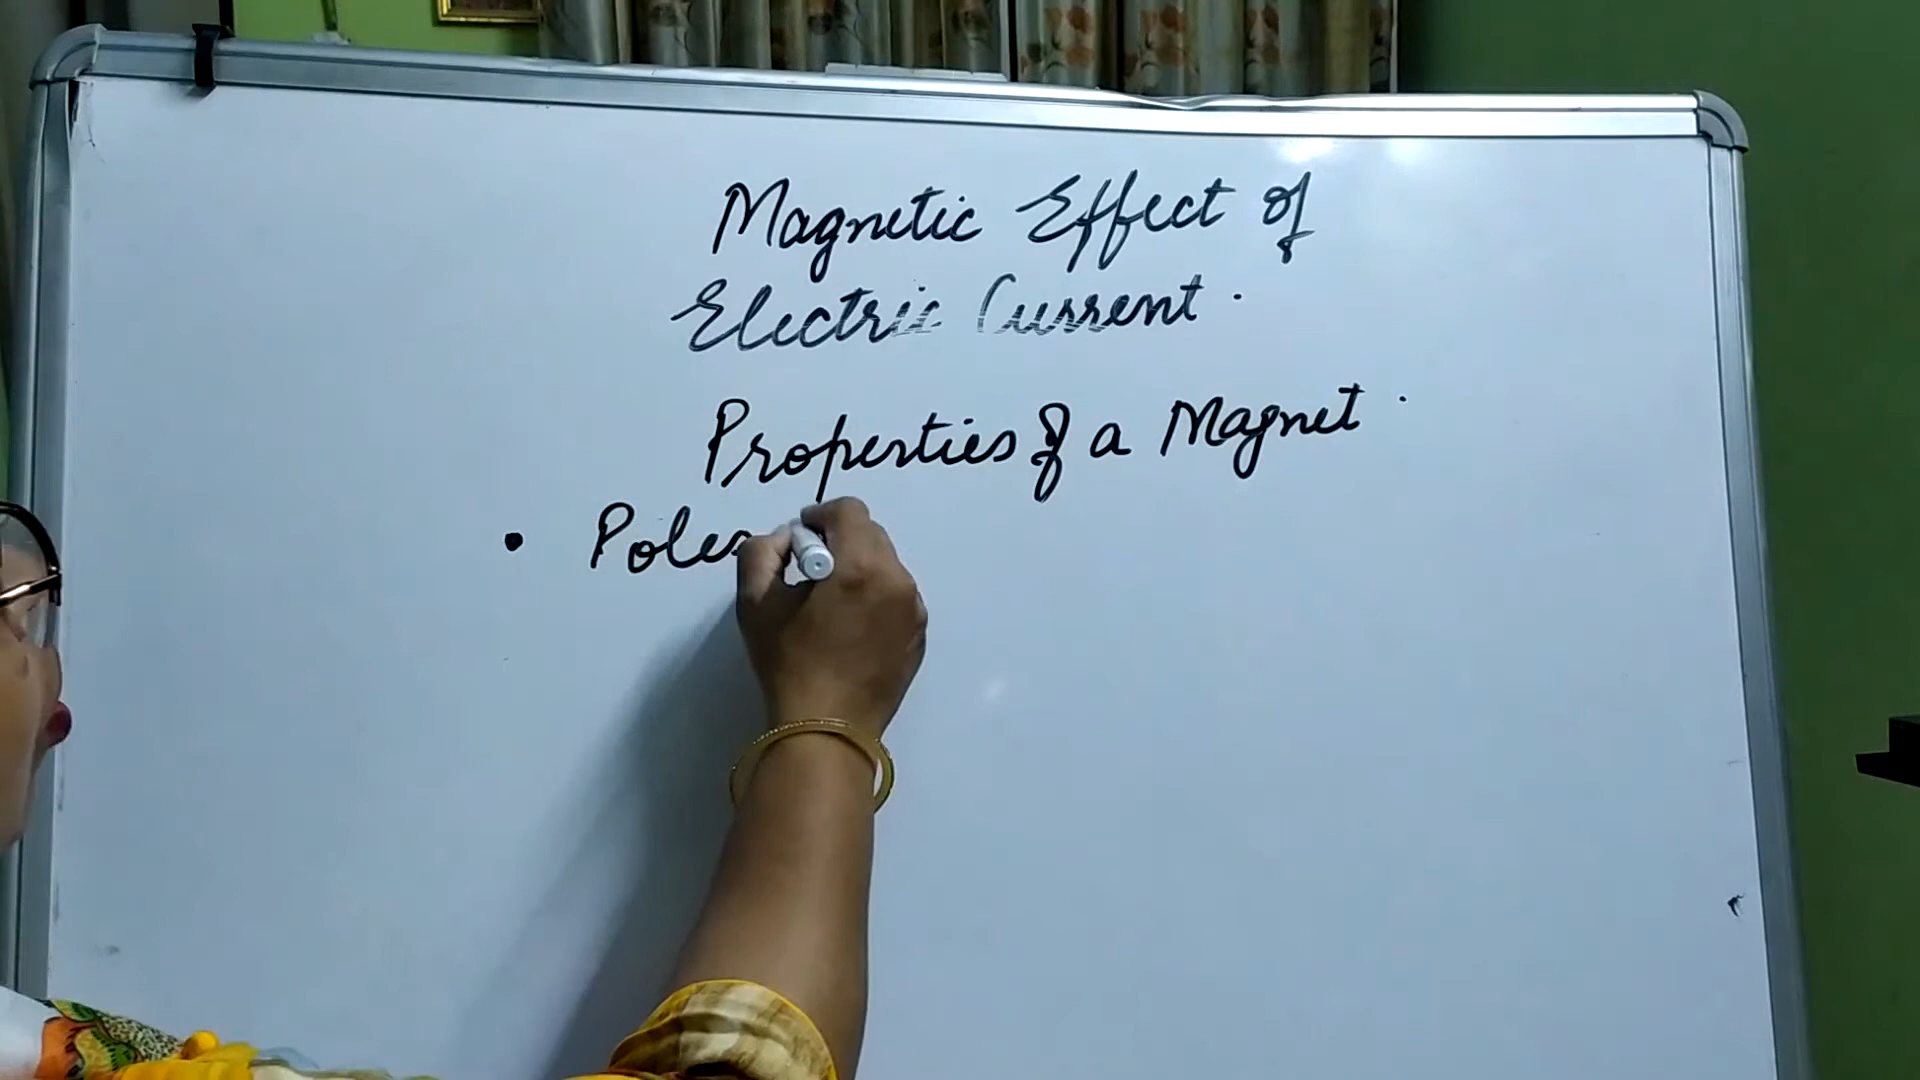 Magnetic Effect of
Electric Current.
Properties of a Magnet.
• Poles